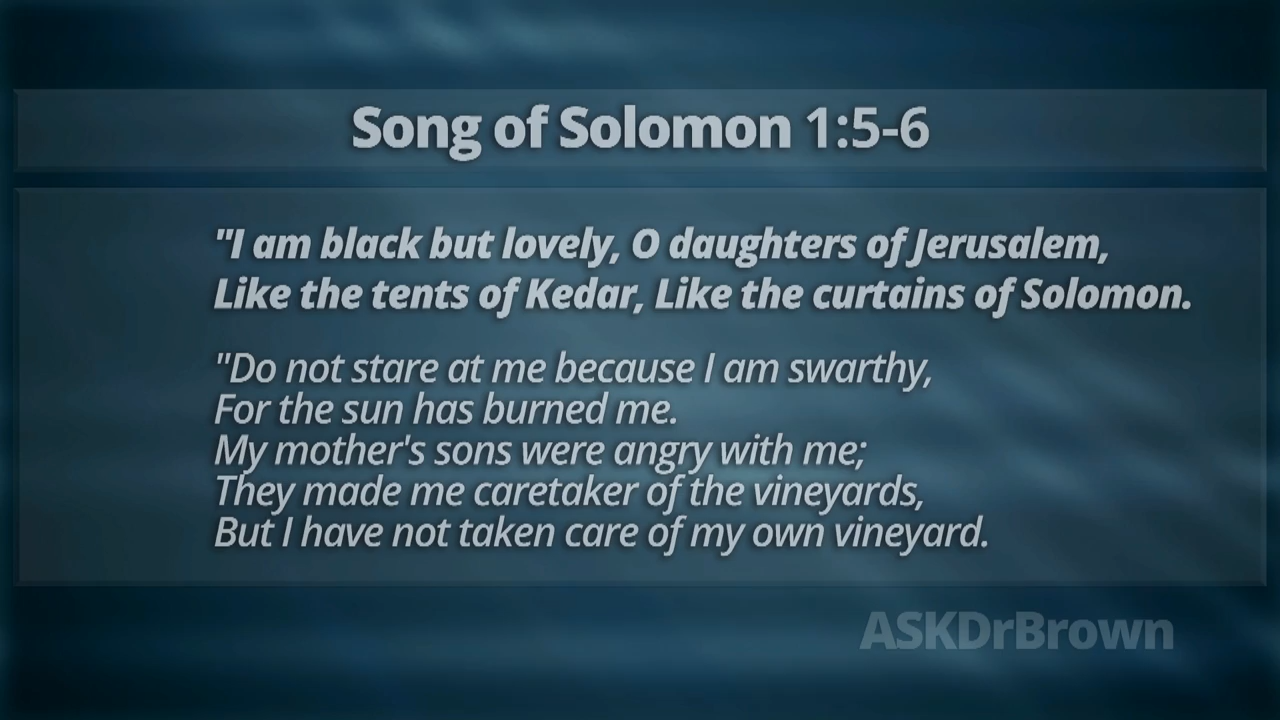 Song of Solomon 1:5-6
"I am black but lovely, O daughters of Jerusalem,
Like the tents of Kedar, Like the curtains of Solomon.
"Do not stare at me because I am swarthy,
For the sun has burned me.
My mother's sons were angry with me;
They made me caretaker of the vineyards,
But I have not taken care of my own vineyard.
ASKDrBrown